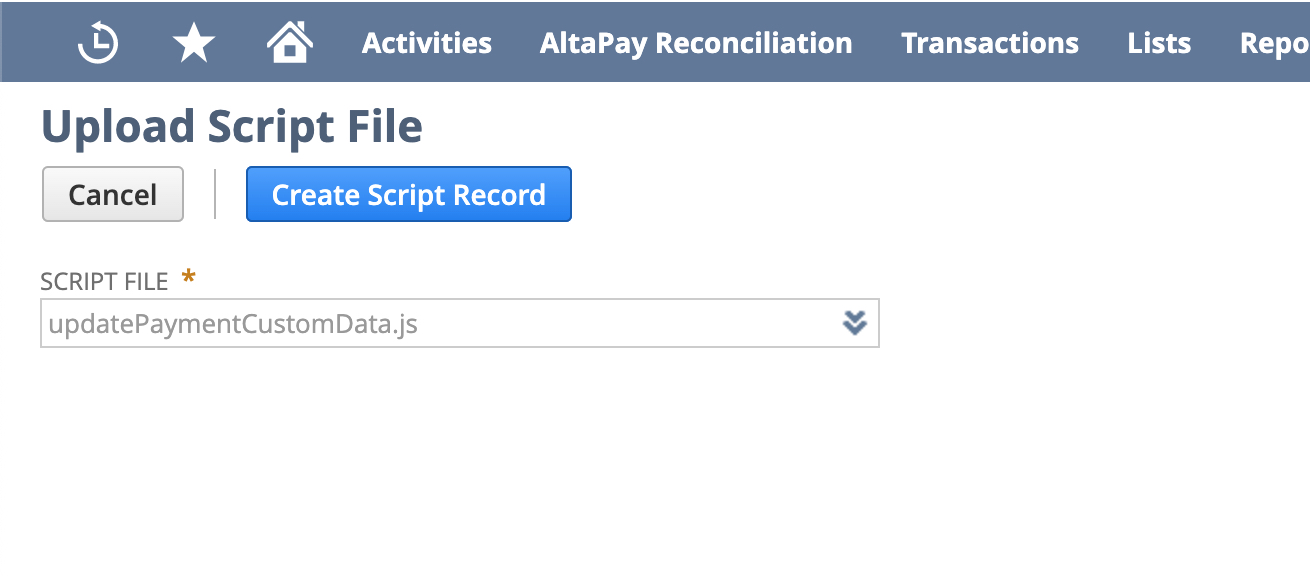 Activities AltaPay Reconciliation Transactions Lists Repo
Upload Script File
Cancel Create Script Record
SCRIPT FILE *
updatePaymentCustomData.js